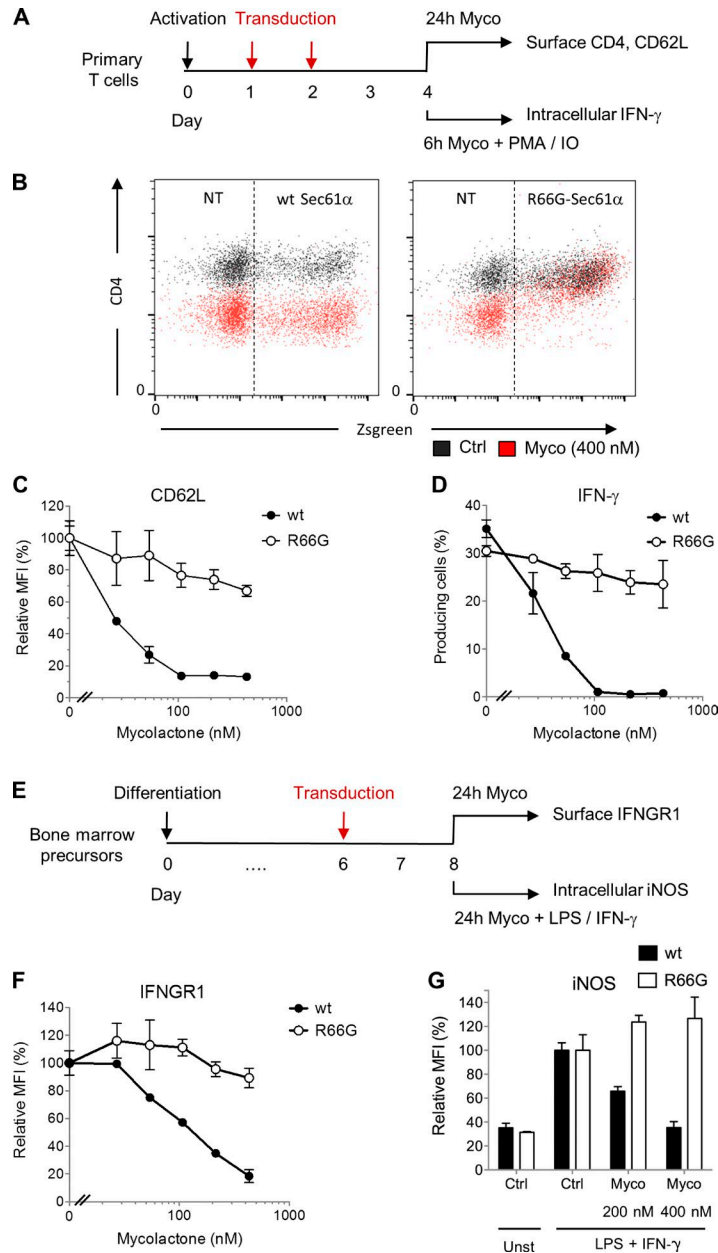 A
Activation Transduction 24h Myco
Surface CD4, CD62L
Primary
T cells
0 1 2 3 4
Day
Intracellular IFN-γ
6h Myco + PMA / IO
B
NT wt Sec61α
NT R66G-Sec61α
CD4
0
0
0
0
Zsgreen
Ctrl Myco (400 nM)
C
CD62L
wt
R66G
Relative MFI (%)
120
100
80
60
40
20
0
0 100 1000
Mycolactone (nM)
D
IFN-γ
wt
R66G
Producing cells (%)
40
30
20
10
0
0 100 1000
Mycolactone (nM)
E
Differentiation Transduction 24h Myco
Surface IFNGR1
Bone marrow
precursors
0 .... 6 7 8
Day
Intracellular iNOS
24h Myco + LPS / IFN-γ
F
IFNGR1
wt
R66G
Relative MFI (%)
140
120
100
80
60
40
20
0
0 100 1000
Mycolactone (nM)
G
wt
R66G
iNOS
Relative MFI (%)
140
120
100
80
60
40
20
0
Ctrl Ctrl Myco Myco
200 nM 400 nM
Unst LPS + IFN-γ